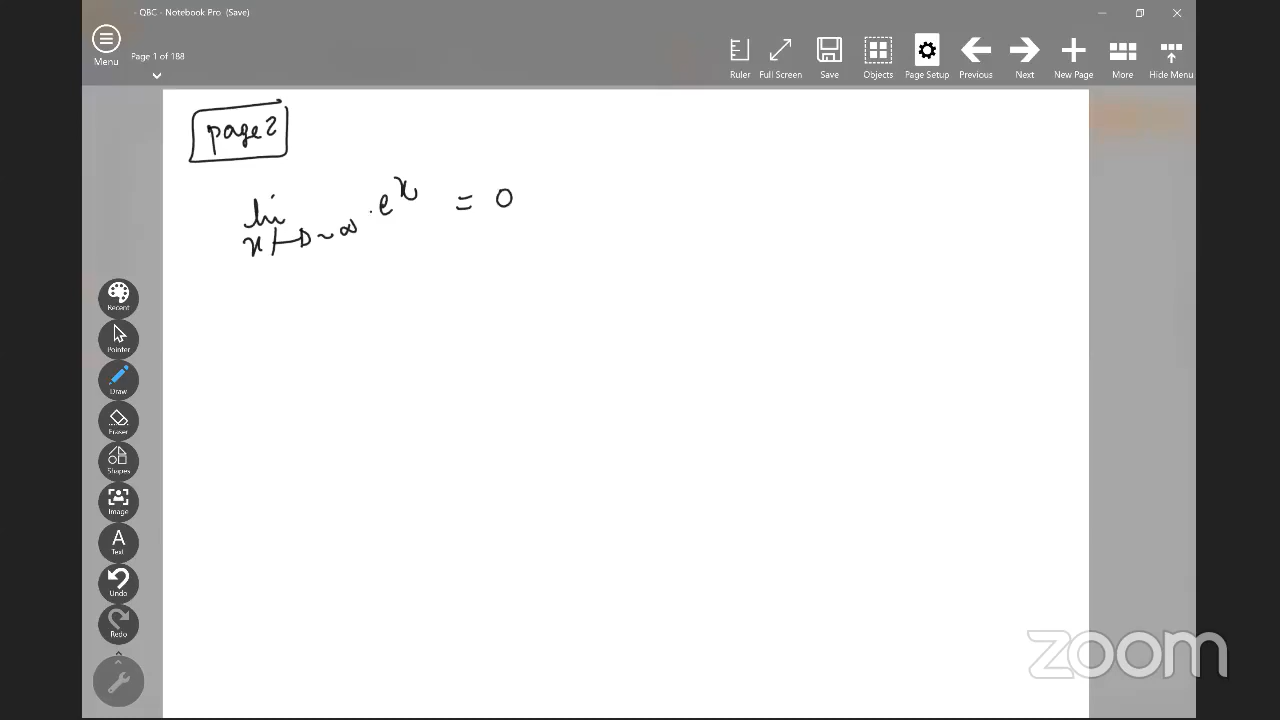 - QBC - Notebook Pro (Save)
Menu
Page 1 of 188
Ruler
Full Screen
Save
Objects
Page Setup
Previous
Next
New Page
More
Hide Menu
page 2
lim x→-∞ e^x = 0
Recent
Pointer
Draw
Eraser
Shapes
Image
Text
Undo
Redo
zoom